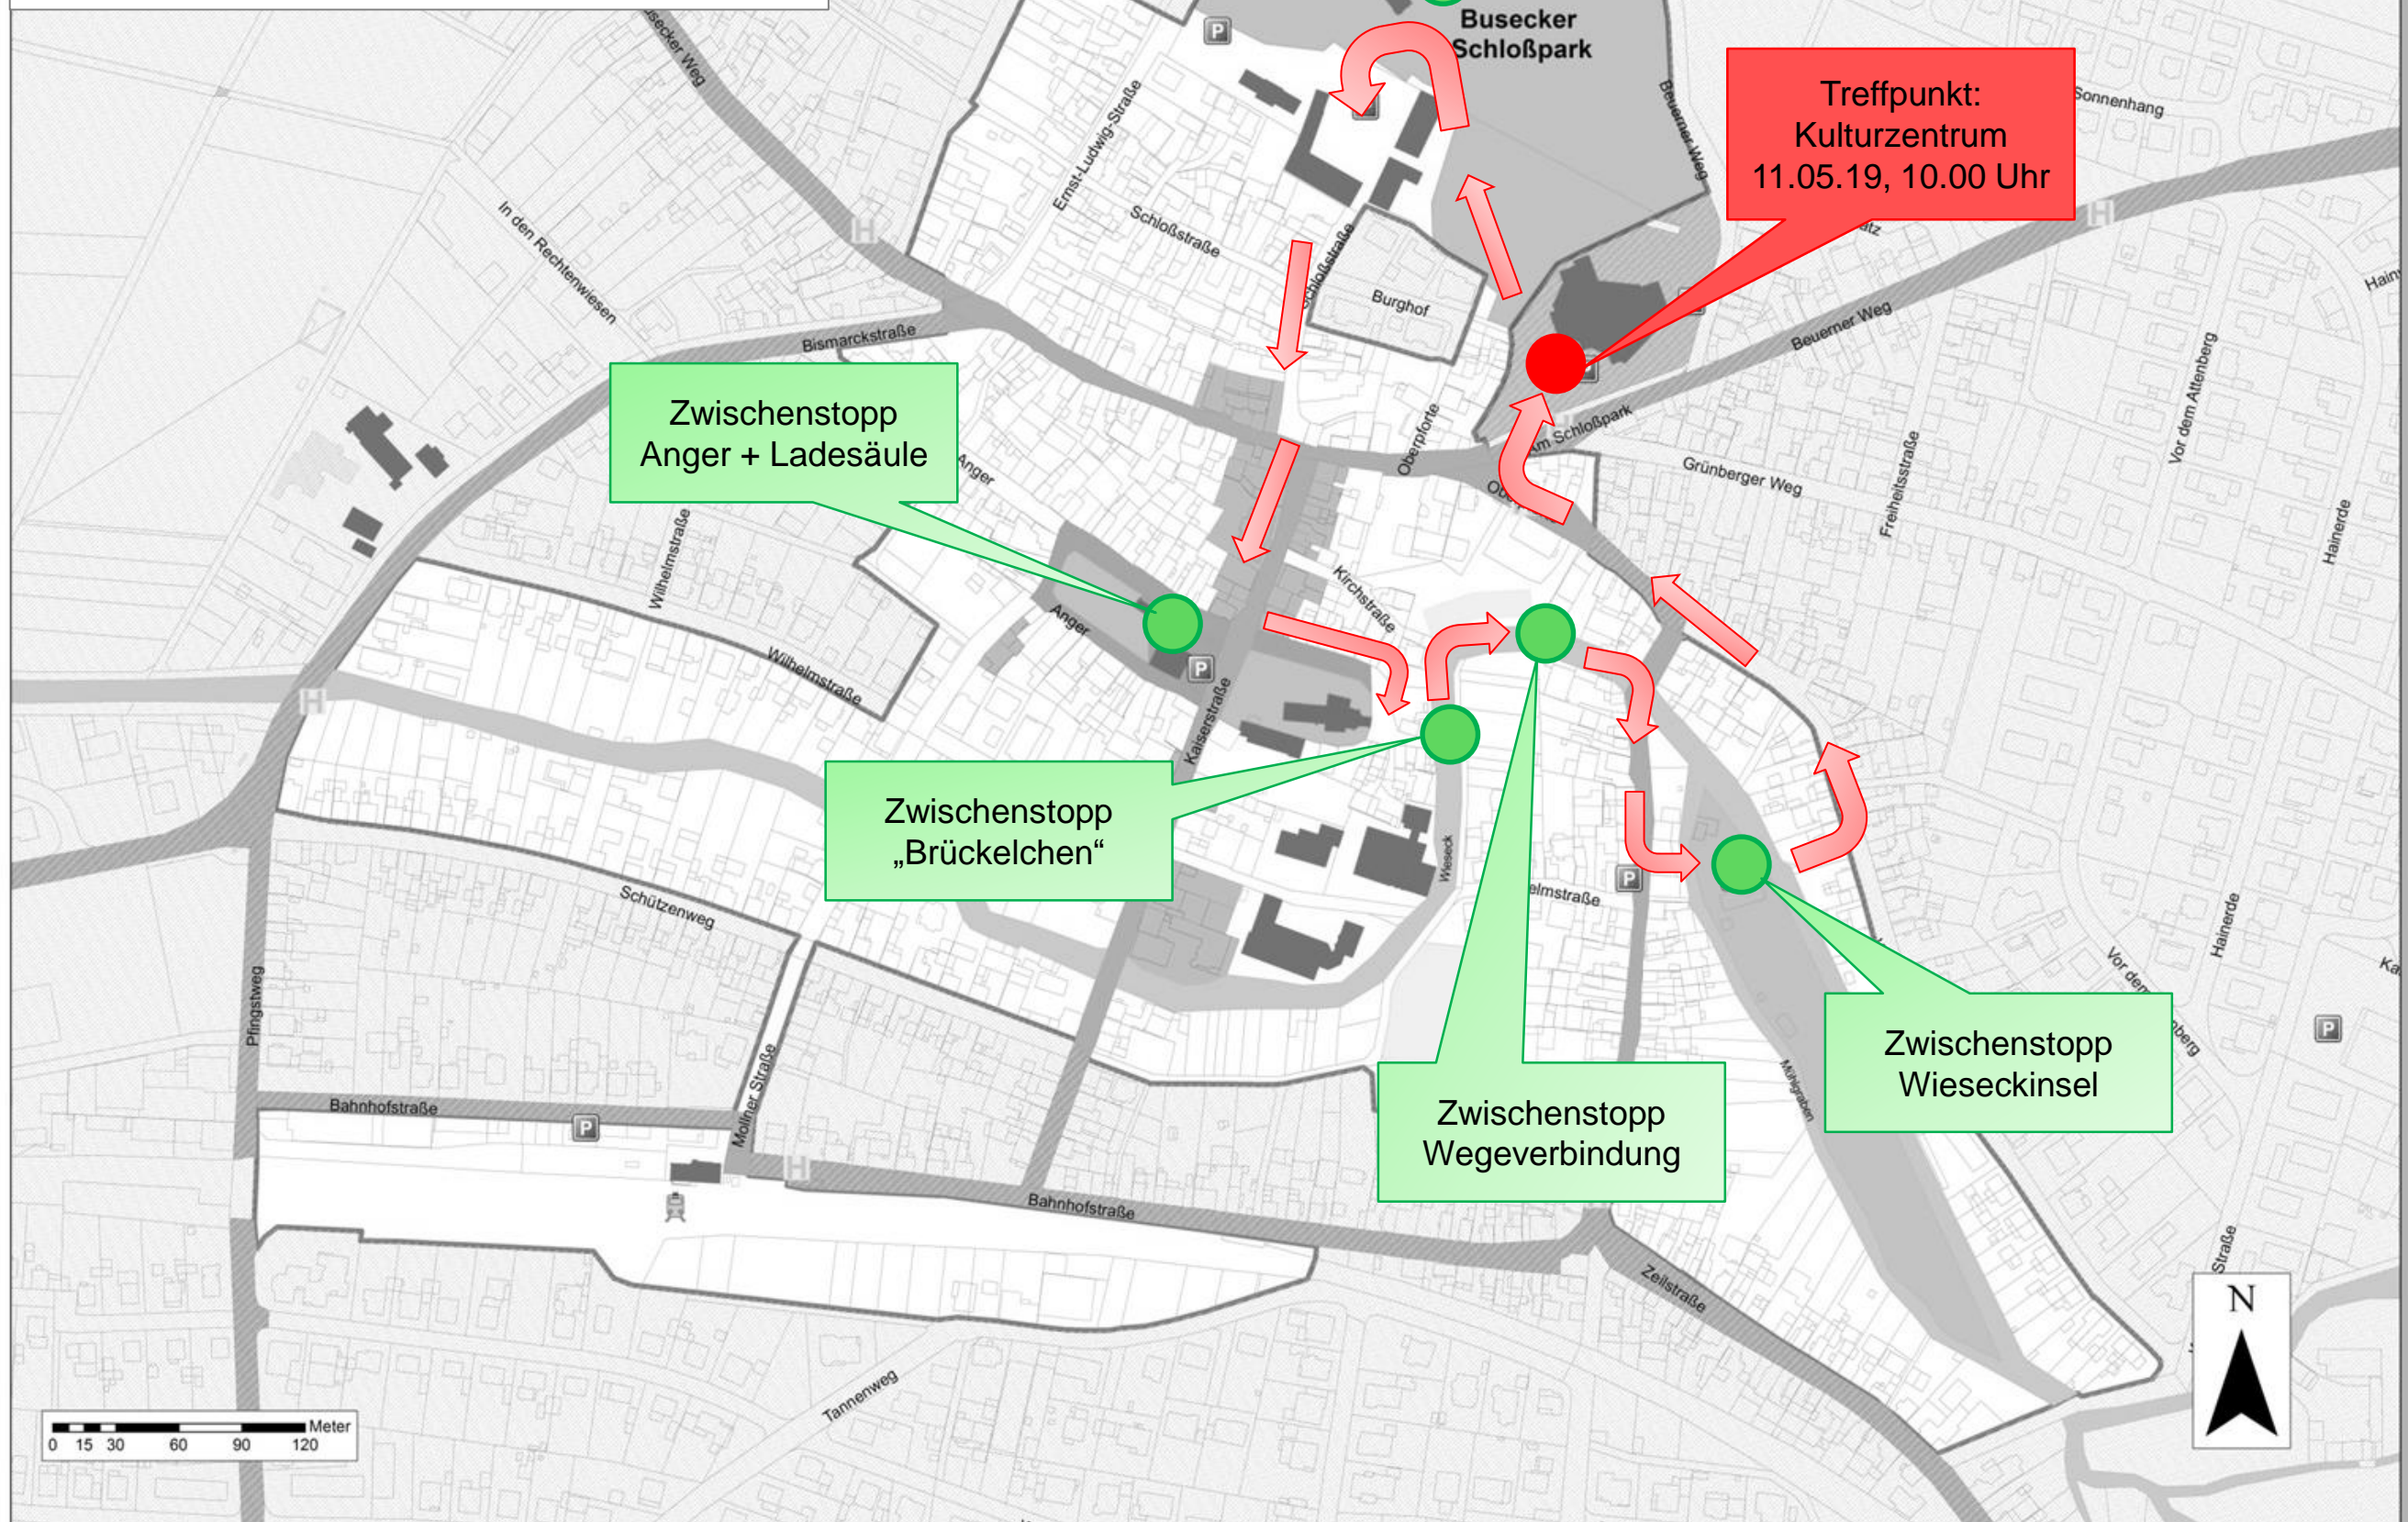 Busecker
Schloßpark
P
Treffpunkt:
Kulturzentrum
11.05.19, 10.00 Uhr
Sonnenhang
Beuerner Weg
Ernst-Ludwig-Straße
Schloßstraße
Schloßstraße
Burghof
In den Rechtenwiesen
H
H
Bismarckstraße
Beuerner Weg
Vor dem Attenberg
Zwischenstopp
Anger + Ladesäule
Anger
Oberpforte
Am Schloßpark
Grünberger Weg
Freiheitsstraße
Hainerde
Wilhelmstraße
Kirchstraße
Anger
Wilhelmstraße
P
H
Kaiserstraße
Zwischenstopp
„Brückelchen“
Wieseck
P
Schützenweg
Hainerde
Pfingstweg
Zwischenstopp
Wieseckinsel
P
Mühlgraben
Zwischenstopp
Wegeverbindung
Mollner Straße
Bahnhofstraße
P
H
Bahnhofstraße
Zeilstraße
Straße
N
Tannenweg
Meter
0 15 30 60 90 120